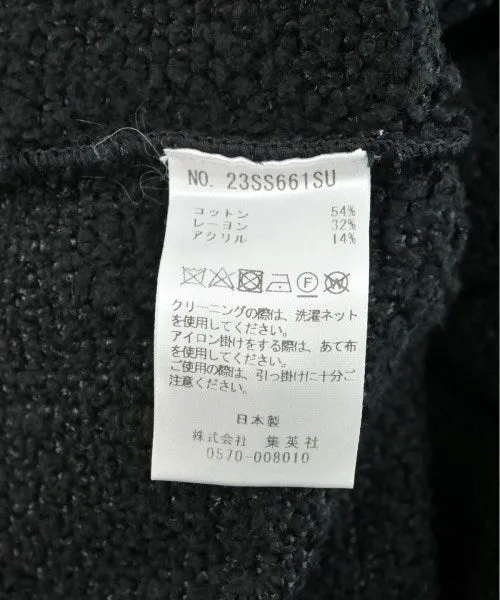 NO. 23SS661SU
コットン 54%
レーヨン 32%
アクリル 14%
F W
クリーニングの際は、洗濯ネット
を使用してください。
アイロン掛けをする際は、あて布
を使用してください。
ご使用の際は、引っ掛けに十分ご
注意ください。
日本製
株式会社 集英社
0570-008010